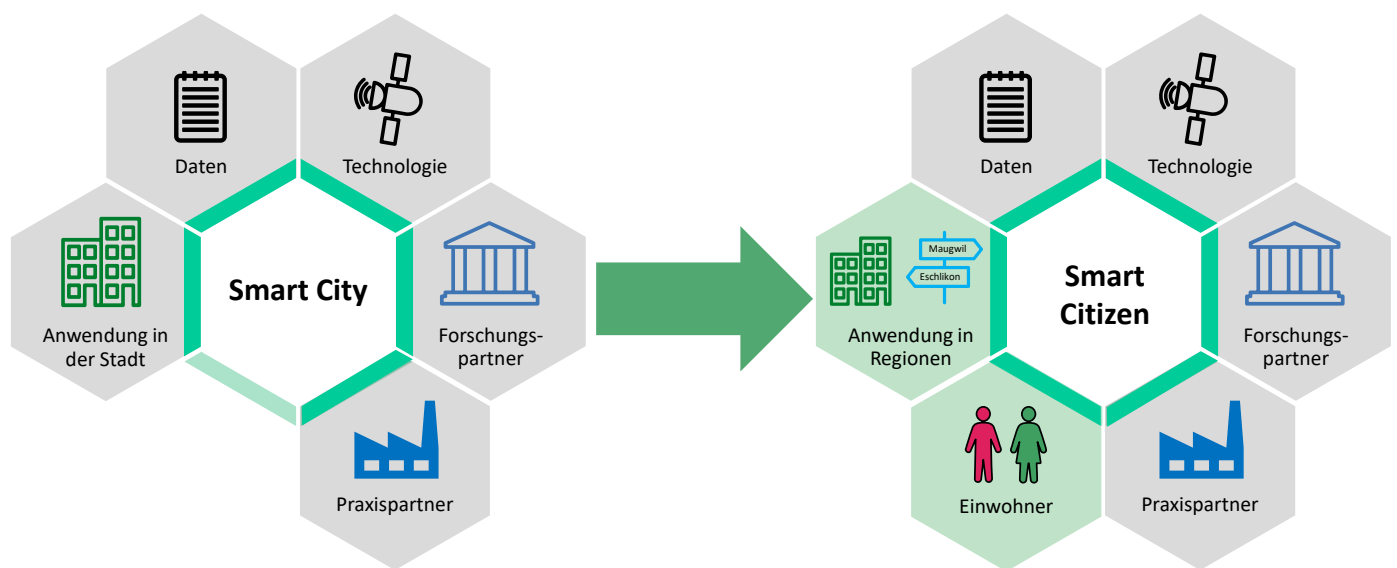 Daten
Technologie
Anwendung in
der Stadt
Smart City
Forschungs-
partner
Praxispartner
Daten
Technologie
Maugwil
Eschlikon
Anwendung in
Regionen
Smart
Citizen
Forschungs-
partner
Einwohner
Praxispartner